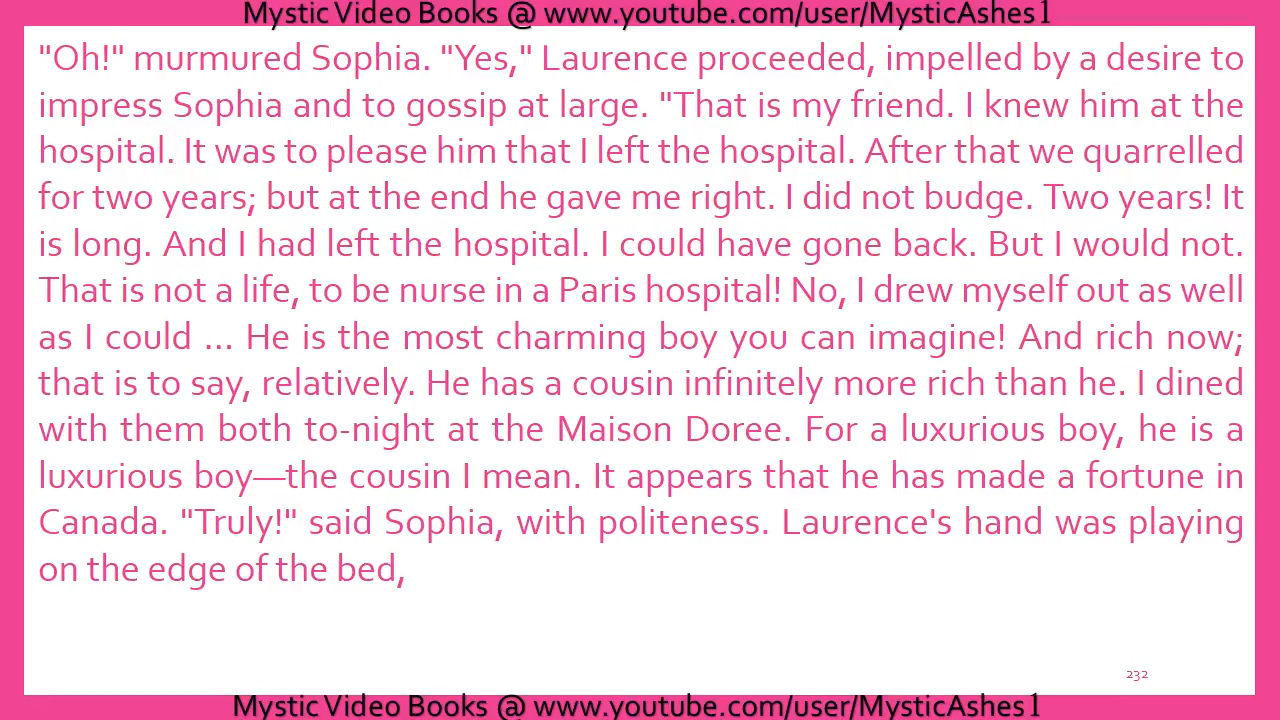 Mystic Video Books @ www.youtube.com/user/MysticAshes1
"Oh!" murmured Sophia. "Yes," Laurence proceeded, impelled by a desire to
impress Sophia and to gossip at large. "That is my friend. I knew him at the
hospital. It was to please him that I left the hospital. After that we quarrelled
for two years; but at the end he gave me right. I did not budge. Two years! It
is long. And I had left the hospital. I could have gone back. But I would not.
That is not a life, to be nurse in a Paris hospital! No, I drew myself out as well
as I could ... He is the most charming boy you can imagine! And rich now;
that is to say, relatively. He has a cousin infinitely more rich than he. I dined
with them both to-night at the Maison Doree. For a luxurious boy, he is a
luxurious boy—the cousin I mean. It appears that he has made a fortune in
Canada. "Truly!" said Sophia, with politeness. Laurence's hand was playing
on the edge of the bed,
232
Mystic Video Books @ www.youtube.com/user/MysticAshes1